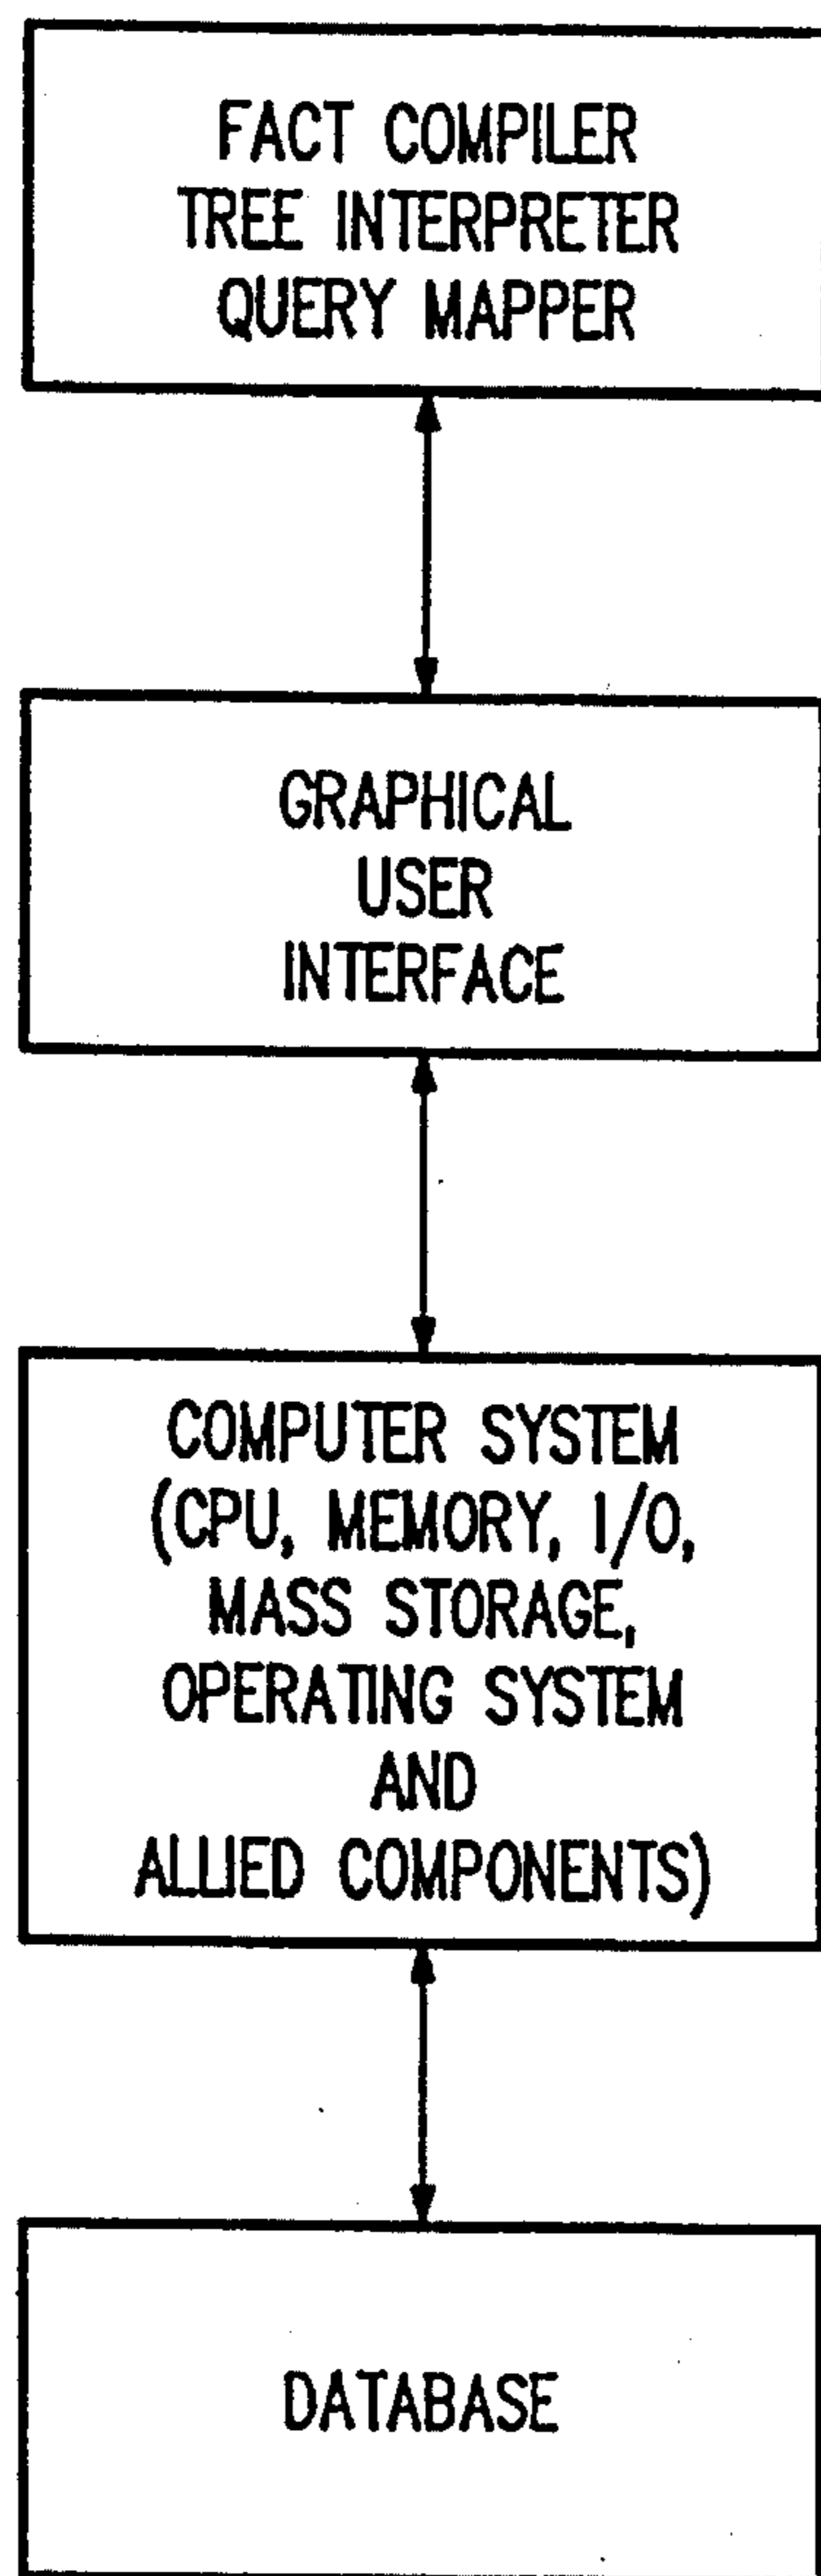 FACT COMPILER
TREE INTERPRETER
QUERY MAPPER
GRAPHICAL
USER
INTERFACE
COMPUTER SYSTEM
(CPU, MEMORY, I/O,
MASS STORAGE,
OPERATING SYSTEM
AND
ALLIED COMPONENTS)
DATABASE